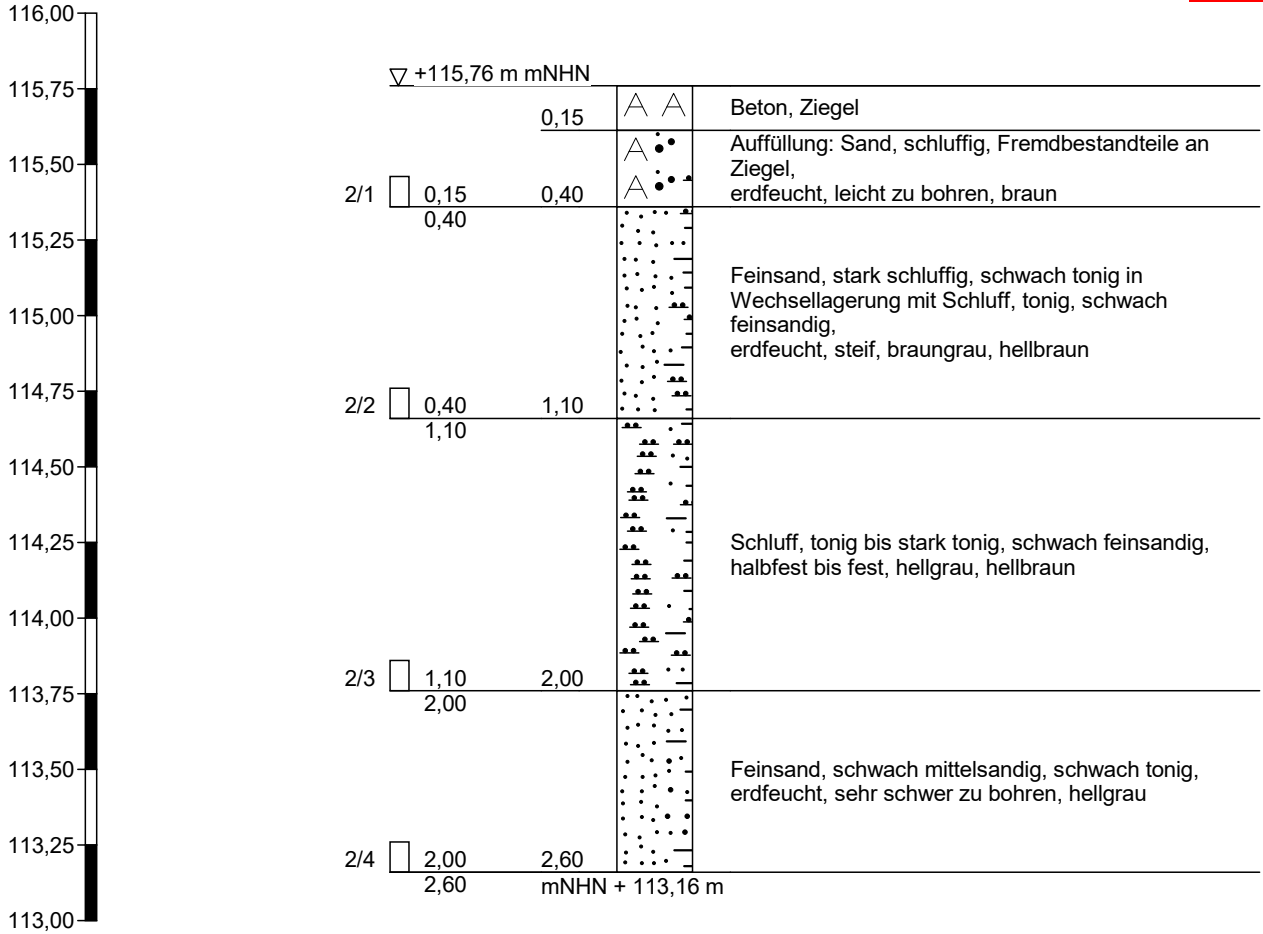 116,00
+115,76 m mNHN
115,75
0,15
Beton, Ziegel
115,50
Auffüllung: Sand, schluffig, Fremdbestandteile an
Ziegel,
erdfeucht, leicht zu bohren, braun
2/1 0,15 0,40
0,40
115,25
Feinsand, stark schluffig, schwach tonig in
Wechsellagerung mit Schluff, tonig, schwach
feinsandig,
erdfeucht, steif, braungrau, hellbraun
115,00
114,75
2/2 0,40 1,10
1,10
114,50
114,25
Schluff, tonig bis stark tonig, schwach feinsandig,
halbfest bis fest, hellgrau, hellbraun
114,00
2/3 1,10 2,00
113,75
2,00
113,50
Feinsand, schwach mittelsandig, schwach tonig,
erdfeucht, sehr schwer zu bohren, hellgrau
113,25
2/4 2,00 2,60
2,60 mNHN + 113,16 m
113,00